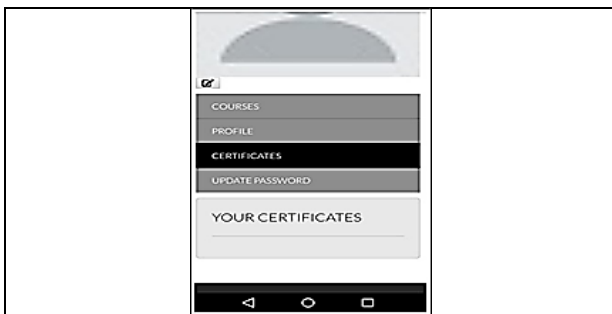 COURSES
PROFILE
CERTIFICATES
UPDATE PASSWORD
YOUR CERTIFICATES